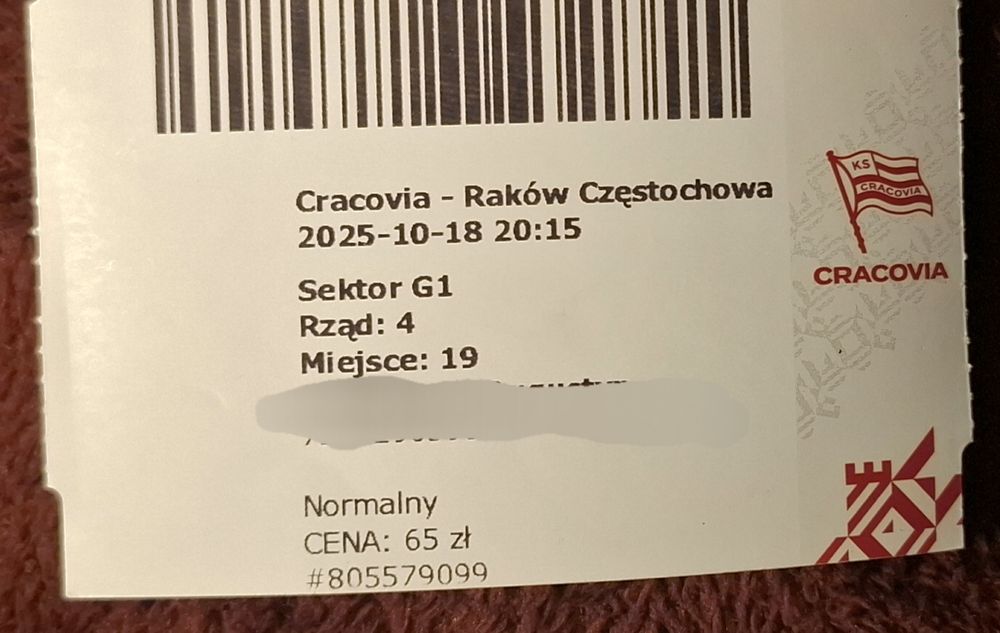 Cracovia - Raków Częstochowa
2025-10-18 20:15
Sektor G1
Rząd: 4
Miejsce: 19
Normalny
CENA: 65 zł
#805579099
KS
CRACOVIA
CRACOVIA